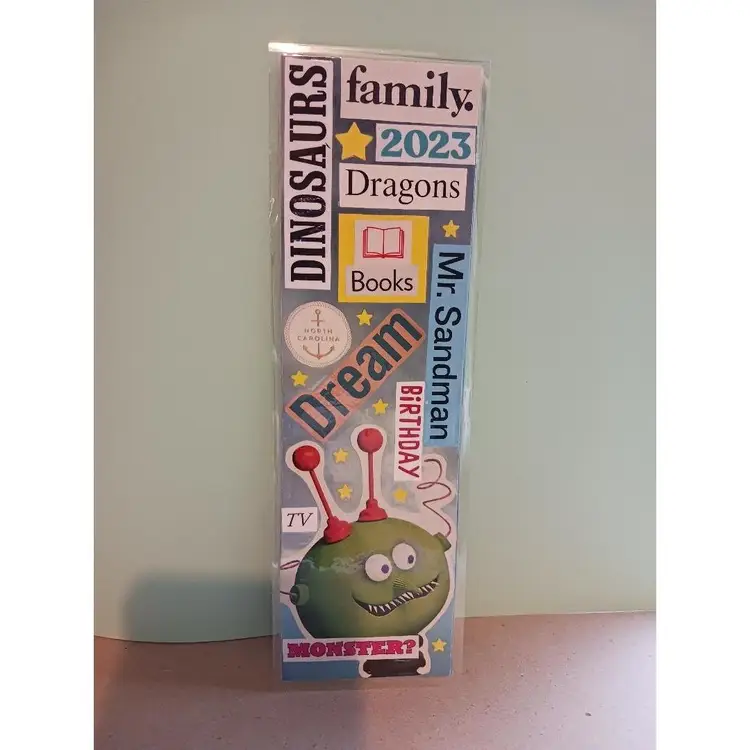 DINOSAURS
family.
2023
Dragons
Books
Mr. Sandman
NORTH
CAROLINA
Dream
BiRTHDAY
TV
MONSTER?